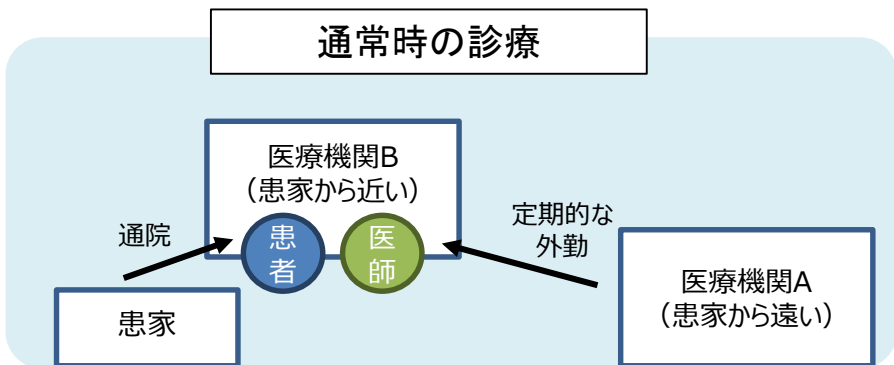 通常時の診療
医療機関B
（患家から近い）
患
者
医
師
通院
定期的な
外勤
患家
医療機関A
（患家から遠い）